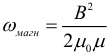 ω_магн = B² / 2μ₀μ